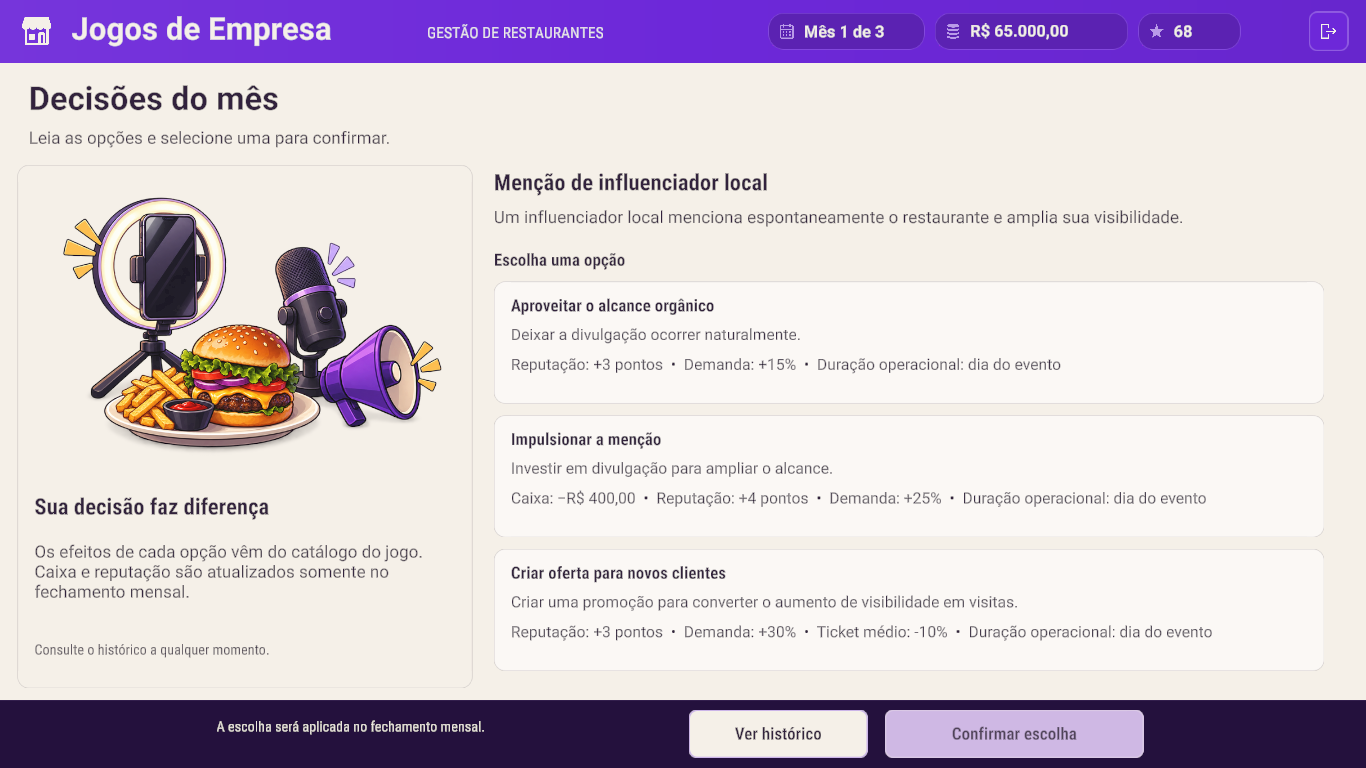 Jogos de Empresa
GESTÃO DE RESTAURANTES
Mês 1 de 3
R$ 65.000,00
68
Decisões do mês
Leia as opções e selecione uma para confirmar.
Sua decisão faz diferença
Os efeitos de cada opção vêm do catálogo do jogo.
Caixa e reputação são atualizados somente no
fechamento mensal.
Consulte o histórico a qualquer momento.
Menção de influenciador local
Um influenciador local menciona espontaneamente o restaurante e amplia sua visibilidade.
Escolha uma opção
Aproveitar o alcance orgânico
Deixar a divulgação ocorrer naturalmente.
Reputação: +3 pontos • Demanda: +15% • Duração operacional: dia do evento
Impulsionar a menção
Investir em divulgação para ampliar o alcance.
Caixa: −R$ 400,00 • Reputação: +4 pontos • Demanda: +25% • Duração operacional: dia do evento
Criar oferta para novos clientes
Criar uma promoção para converter o aumento de visibilidade em visitas.
Reputação: +3 pontos • Demanda: +30% • Ticket médio: -10% • Duração operacional: dia do evento
A escolha será aplicada no fechamento mensal.
Ver histórico
Confirmar escolha